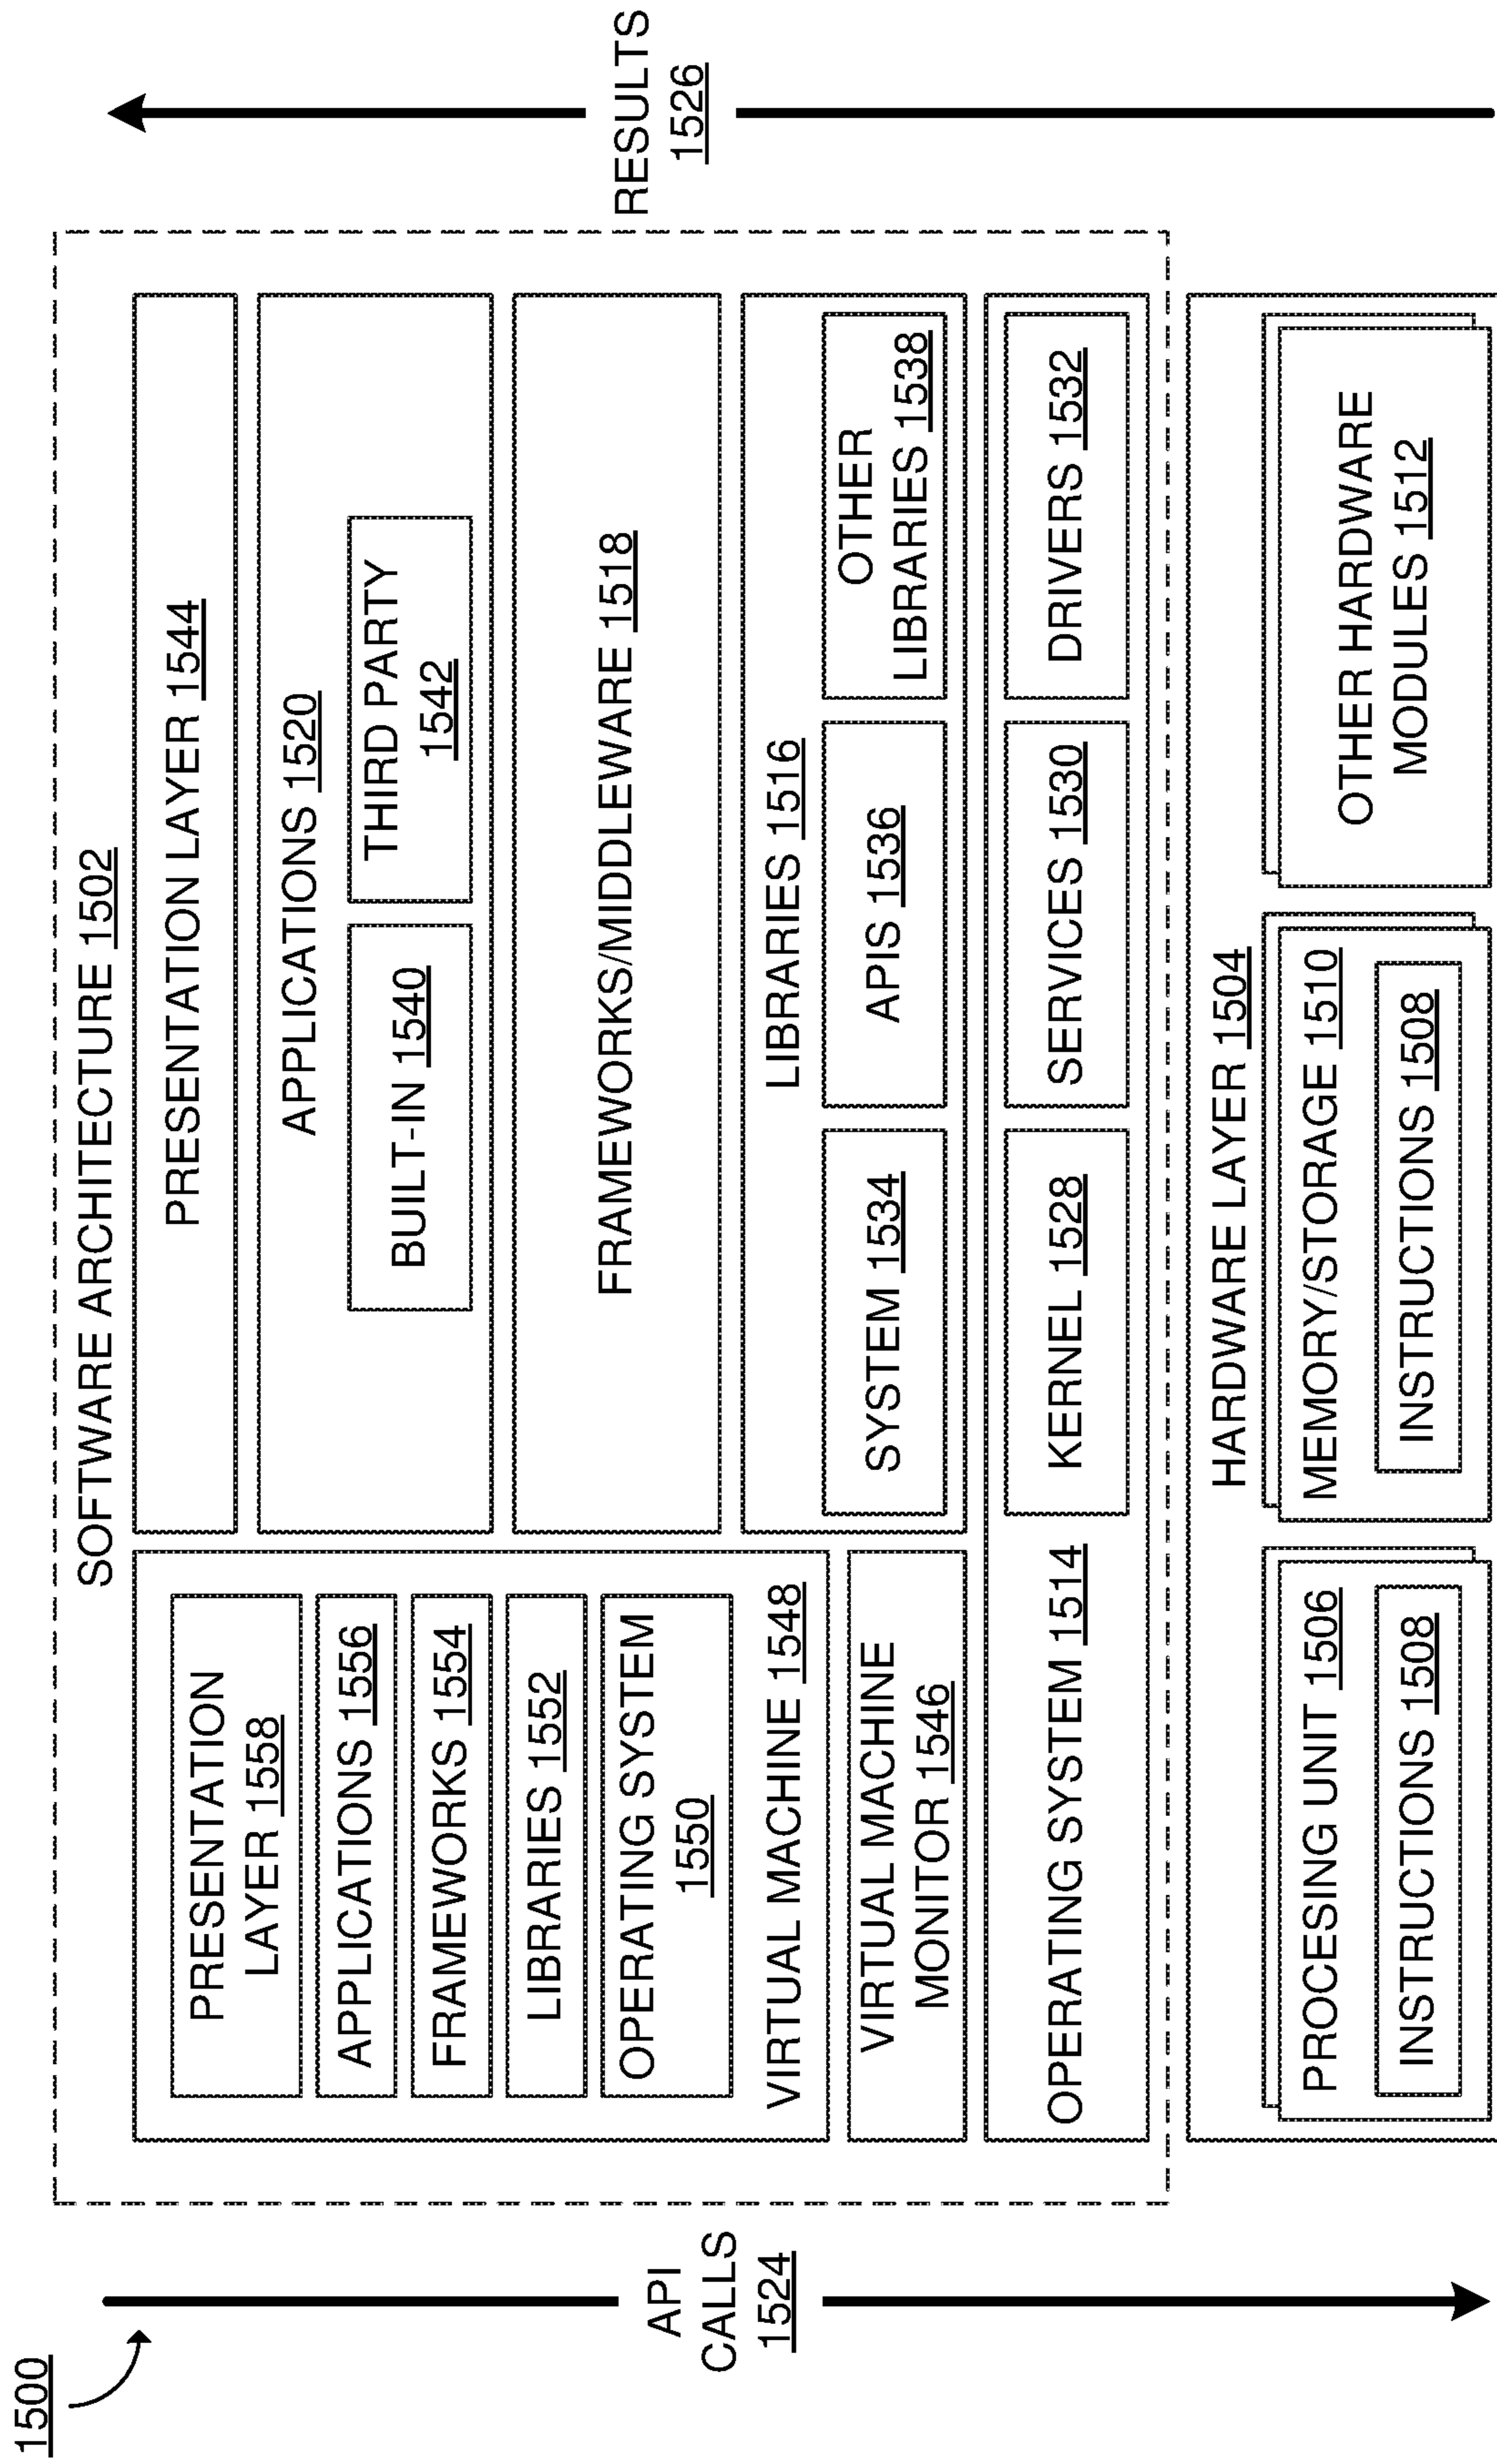 1500
SOFTWARE ARCHITECTURE 1502
PRESENTATION
LAYER 1558
APPLICATIONS 1556
FRAMEWORKS 1554
LIBRARIES 1552
OPERATING SYSTEM
1550
VIRTUAL MACHINE 1548
VIRTUAL MACHINE
MONITOR 1546
PRESENTATION LAYER 1544
APPLICATIONS 1520
BUILT-IN 1540
THIRD PARTY
1542
FRAMEWORKS/MIDDLEWARE 1518
LIBRARIES 1516
SYSTEM 1534
APIS 1536
OTHER
LIBRARIES 1538
OPERATING SYSTEM 1514
KERNEL 1528
SERVICES 1530
DRIVERS 1532
API
CALLS
1524
RESULTS
1526
HARDWARE LAYER 1504
PROCESSING UNIT 1506
INSTRUCTIONS 1508
MEMORY/STORAGE 1510
INSTRUCTIONS 1508
OTHER HARDWARE
MODULES 1512